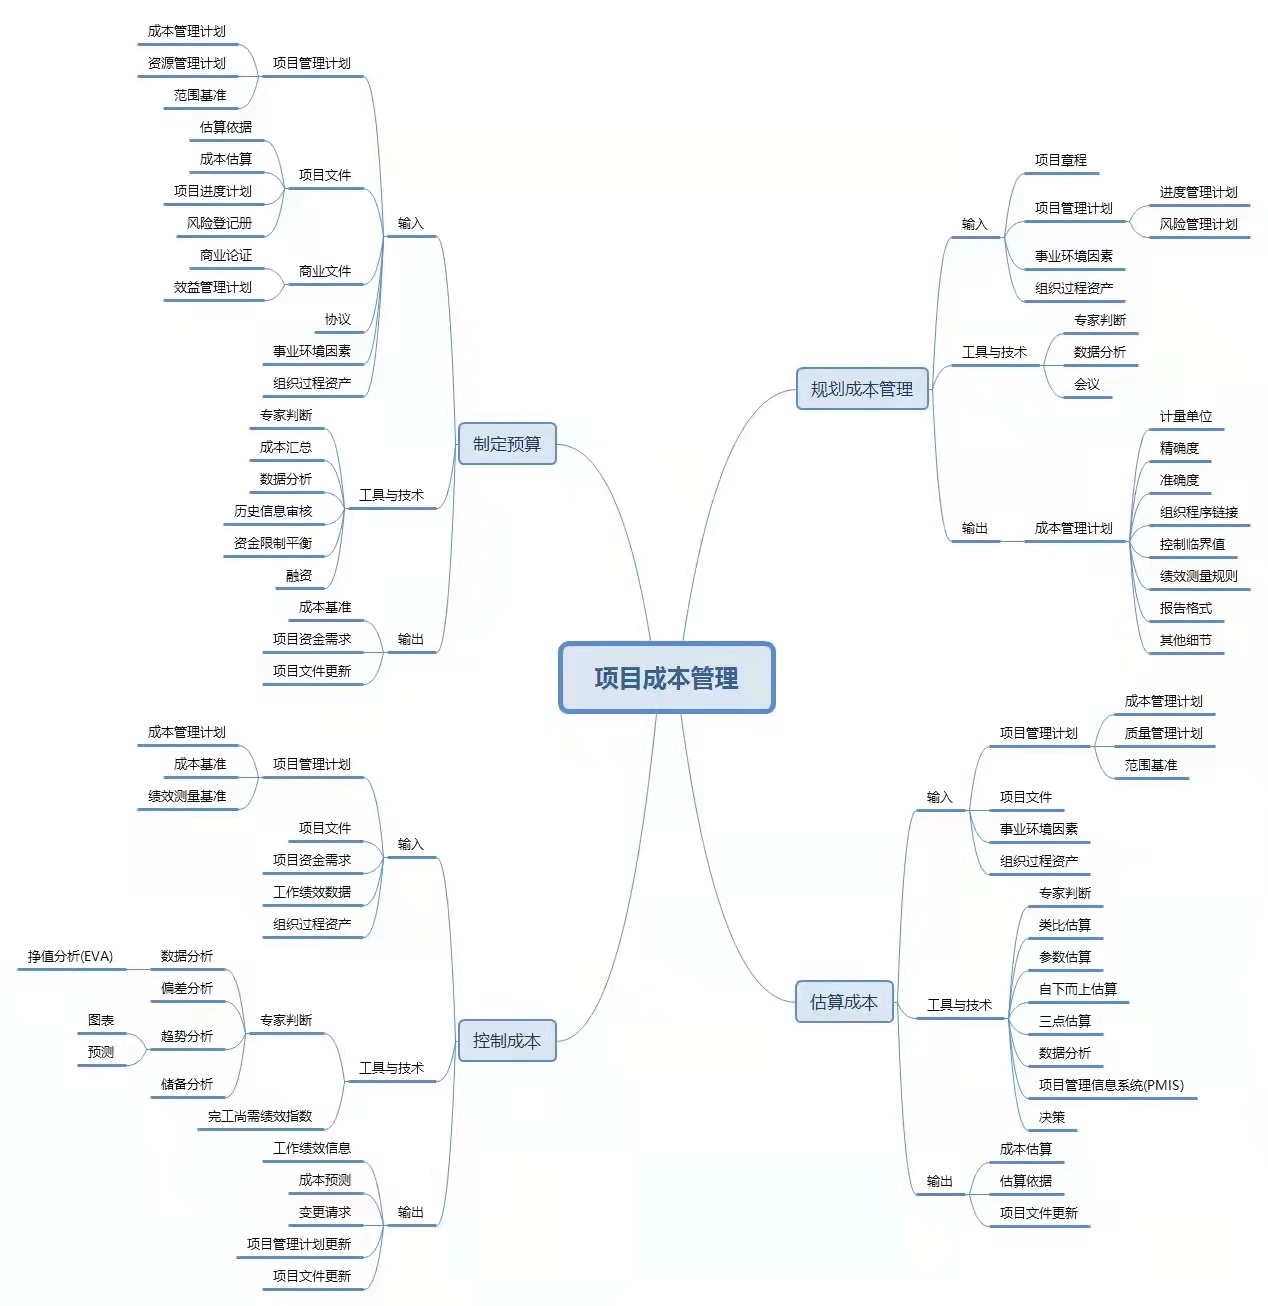 项目成本管理
规划成本管理
输入
项目章程
项目管理计划
进度管理计划
风险管理计划
事业环境因素
组织过程资产
工具与技术
专家判断
数据分析
会议
输出
成本管理计划
计量单位
精确度
准确度
组织程序链接
控制临界值
绩效测量规则
报告格式
其他细节
估算成本
输入
项目管理计划
成本管理计划
质量管理计划
范围基准
项目文件
事业环境因素
组织过程资产
工具与技术
专家判断
类比估算
参数估算
自下而上估算
三点估算
数据分析
项目管理信息系统(PMIS)
决策
输出
成本估算
估算依据
项目文件更新
制定预算
输入
项目管理计划
成本管理计划
资源管理计划
范围基准
项目文件
估算依据
成本估算
项目进度计划
风险登记册
商业文件
商业论证
效益管理计划
协议
事业环境因素
组织过程资产
工具与技术
专家判断
成本汇总
数据分析
历史信息审核
资金限制平衡
融资
输出
成本基准
项目资金需求
项目文件更新
控制成本
输入
项目管理计划
成本管理计划
成本基准
绩效测量基准
项目文件
项目资金需求
工作绩效数据
组织过程资产
工具与技术
专家判断
数据分析
挣值分析(EVA)
偏差分析
趋势分析
图表
预测
储备分析
完工尚需绩效指数
输出
工作绩效信息
成本预测
变更请求
项目管理计划更新
项目文件更新